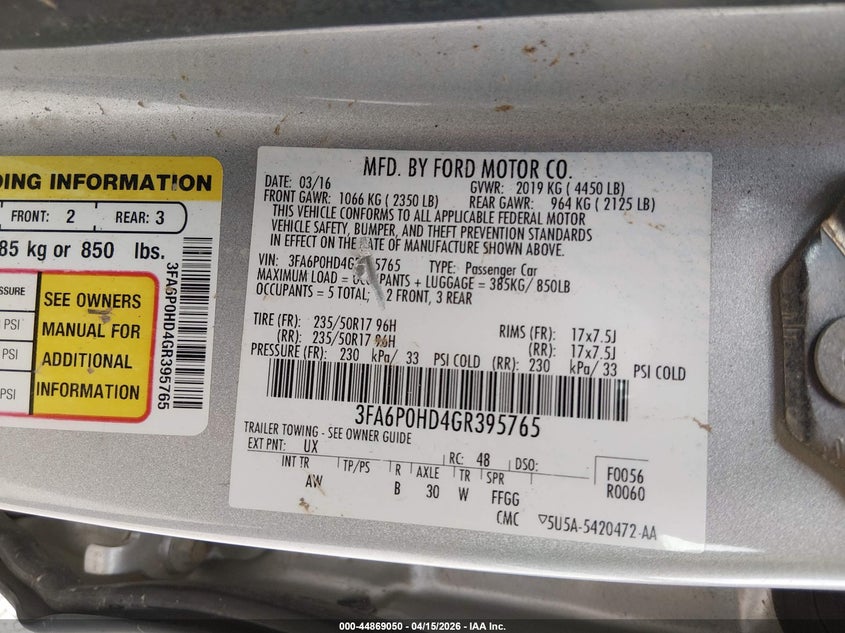 DING INFORMATION
FRONT: 2 REAR: 3
85 kg or 850 lbs.
SSURE
PSI
PSI
PSI
SEE OWNERS
MANUAL FOR
ADDITIONAL
INFORMATION
3FA6P0HD4GR395765
MFD. BY FORD MOTOR CO.
DATE: 03/16 GVWR: 2019 KG ( 4450 LB)
FRONT GAWR: 1066 KG ( 2350 LB) REAR GAWR: 964 KG ( 2125 LB)
THIS VEHICLE CONFORMS TO ALL APPLICABLE FEDERAL MOTOR
VEHICLE SAFETY, BUMPER, AND THEFT PREVENTION STANDARDS
IN EFFECT ON THE DATE OF MANUFACTURE SHOWN ABOVE.
VIN: 3FA6P0HD4G 395765 TYPE: Passenger Car
MAXIMUM LOAD = OCCUPANTS + LUGGAGE = 385KG/ 850LB
OCCUPANTS = 5 TOTAL; 2 FRONT, 3 REAR
TIRE (FR): 235/50R17 96H RIMS (FR): 17x7.5J
(RR): 235/50R17 96H (RR): 17x7.5J
PRESSURE (FR): 230 kPa/ 33 PSI COLD (RR): 230 kPa/ 33 PSI COLD
3FA6P0HD4GR395765
TRAILER TOWING - SEE OWNER GUIDE
EXT PNT: UX RC: 48 DSO: F0056
INT TR TP/PS R AXLE TR SPR R0060
AW B 30 W FFGG
CMC ▽5U5A-5420472-AA
000-44869050 - 04/15/2026 - IAA Inc.